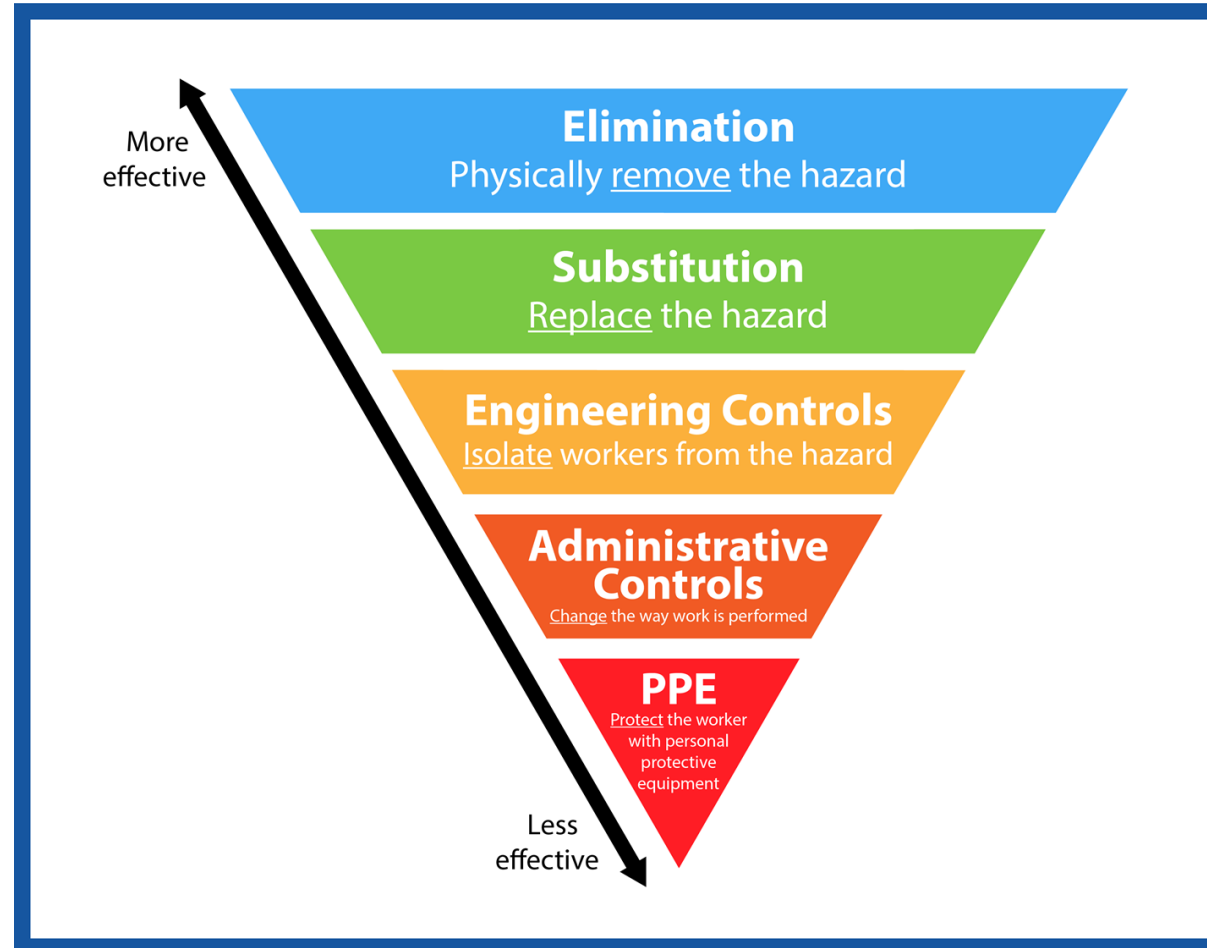 More
effective
Elimination
Physically remove the hazard
Substitution
Replace the hazard
Engineering Controls
Isolate workers from the hazard
Administrative
Controls
Change the way work is performed
PPE
Protect the worker
with personal
protective
equipment
Less
effective